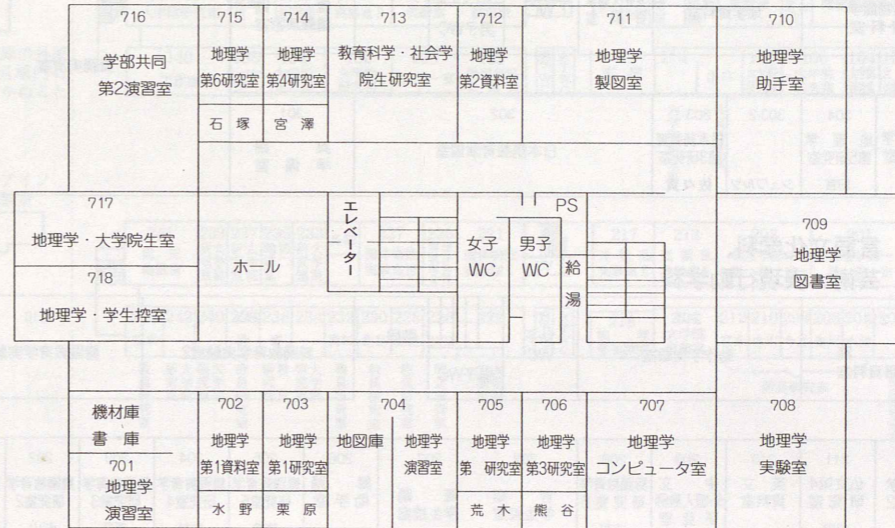 716
学部共同
第2演習室
715
地理学
第6研究室
石塚
714
地理学
第4研究室
宮澤
713
教育科学・社会学
院生研究室
712
地理学
第2資料室
711
地理学
製図室
710
地理学
助手室
717
地理学・大学院生室
718
地理学・学生控室
ホール
エレベーター
女子
WC
男子
WC
PS
給湯
709
地理学
図書室
機材庫
書庫
701
地理学
演習室
702
地理学
第1資料室
水野
703
地理学
第1研究室
栗原
704
地図庫
地理学
演習室
705
地理学
第 研究室
荒木
706
地理学
第3研究室
熊谷
707
地理学
コンピュータ室
708
地理学
実験室